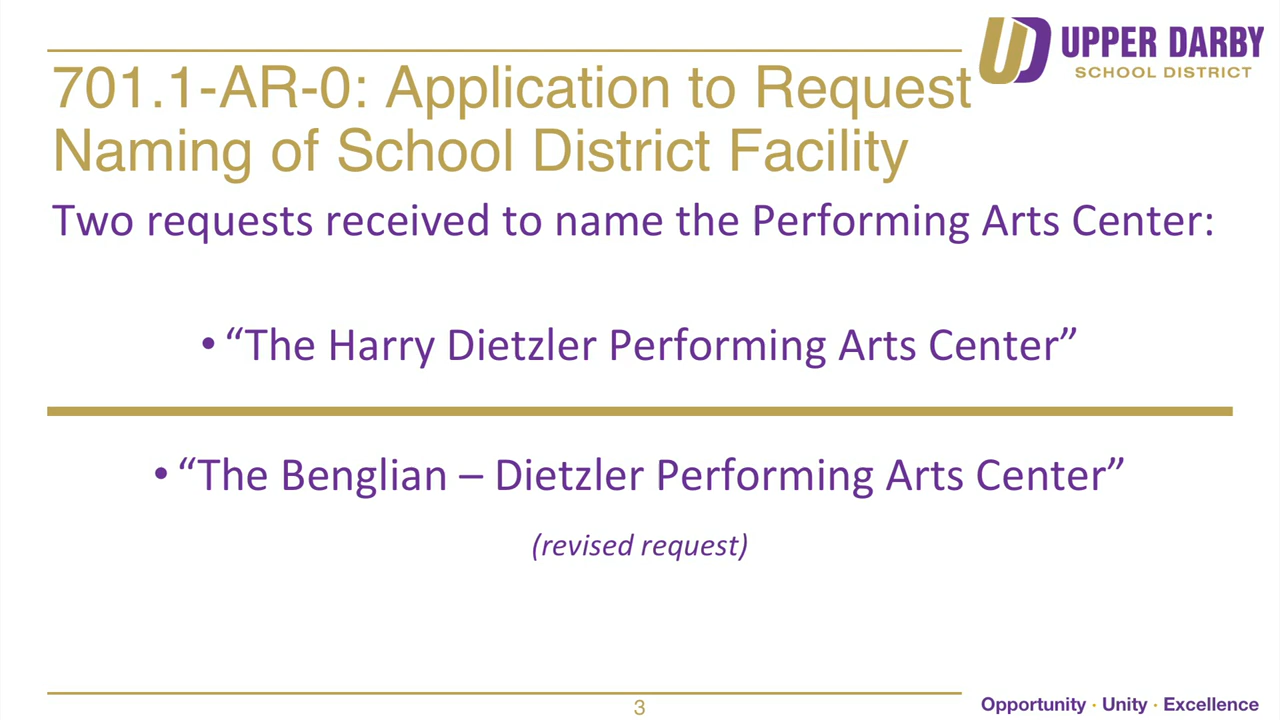 UPPER DARBY
SCHOOL DISTRICT
701.1-AR-0: Application to Request
Naming of School District Facility
Two requests received to name the Performing Arts Center:
• “The Harry Dietzler Performing Arts Center”
• “The Benglian – Dietzler Performing Arts Center”
(revised request)
3
Opportunity · Unity · Excellence